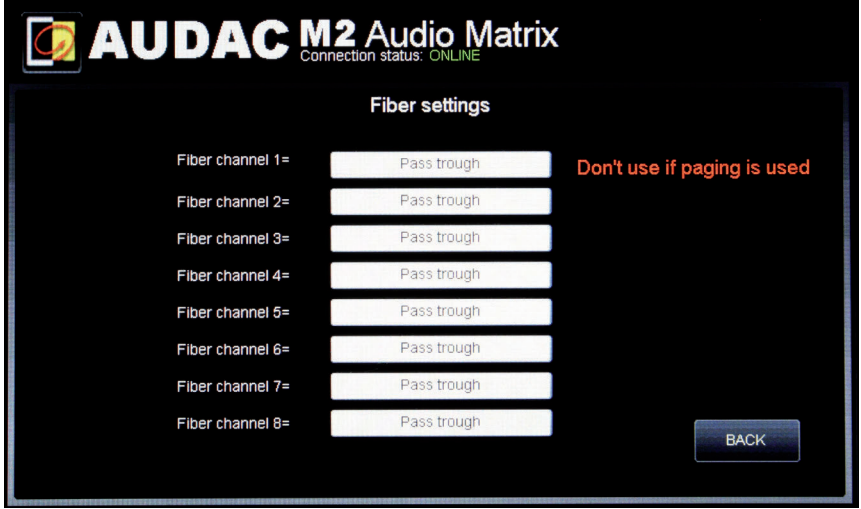 AUDAC M2 Audio Matrix
Connection status: ONLINE
Fiber settings
Fiber channel 1= Pass trough Don't use if paging is used
Fiber channel 2= Pass trough
Fiber channel 3= Pass trough
Fiber channel 4= Pass trough
Fiber channel 5= Pass trough
Fiber channel 6= Pass trough
Fiber channel 7= Pass trough
Fiber channel 8= Pass trough
BACK